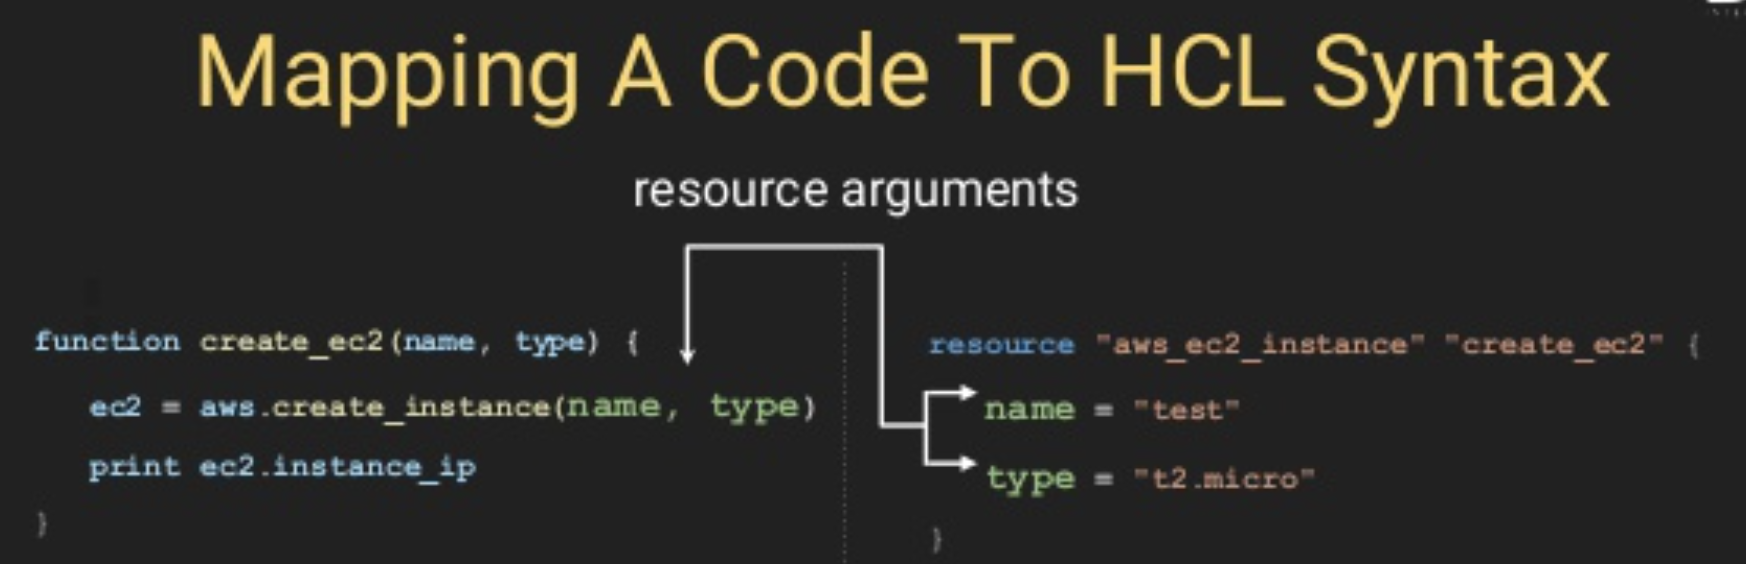 Mapping A Code To HCL Syntax
resource arguments
function create_ec2(name, type) {
ec2 = aws.create_instance(name, type)
print ec2.instance_ip
}
resource "aws_ec2_instance" "create_ec2" {
name = "test"
type = "t2.micro"
}